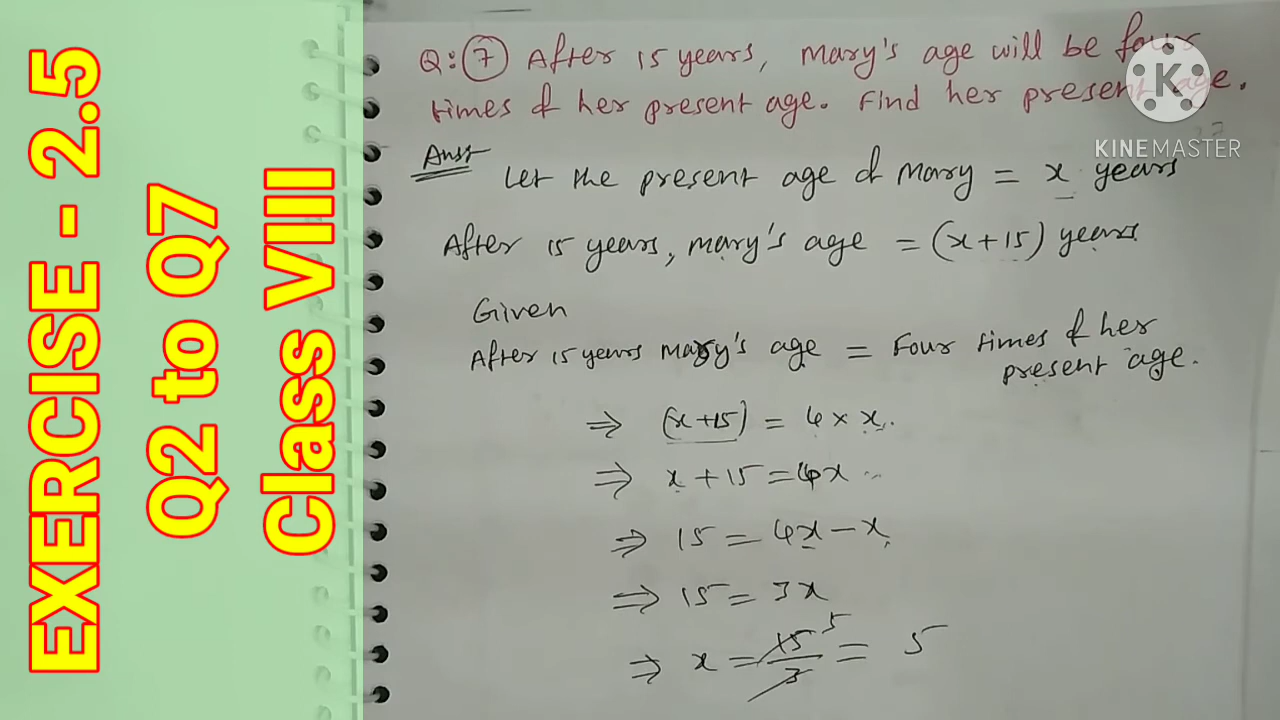 EXERCISE - 2.5
Q2 to Q7
Class VIII
Q:⑦ After 15 years, Mary's age will be four
times of her present age. Find her present age.
K
KINEMASTER
Ans:-
Let the present age of Mary = x years
After 15 years, Mary's age = (x+15) years
Given
After 15 years Mary's age = Four times of her
present age.
⇒ (x+15) = 4 × x.
⇒ x + 15 = 4x
⇒ 15 = 4x - x
⇒ 15 = 3x
⇒ x = 15/3 5 = 5